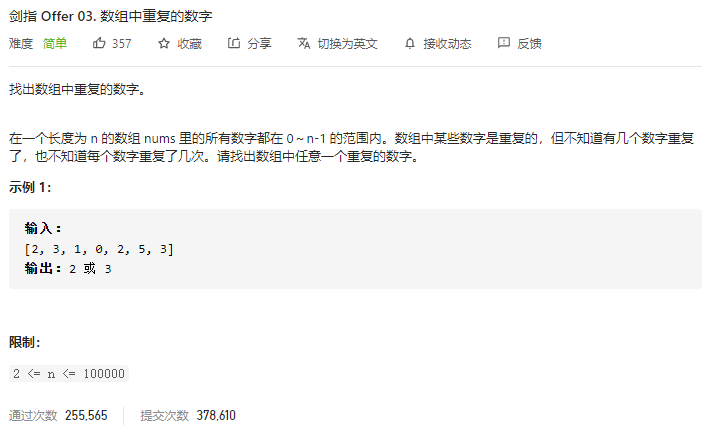 剑指 Offer 03. 数组中重复的数字
难度 简单 357 收藏 分享 切换为英文 接收动态 反馈
找出数组中重复的数字。
在一个长度为 n 的数组 nums 里的所有数字都在 0～n-1 的范围内。数组中某些数字是重复的，但不知道有几个数字重复
了，也不知道每个数字重复了几次。请找出数组中任意一个重复的数字。
示例 1：
输入：
[2, 3, 1, 0, 2, 5, 3]
输出：2 或 3
限制：
2 <= n <= 100000
通过次数 255,565 提交次数 378,610